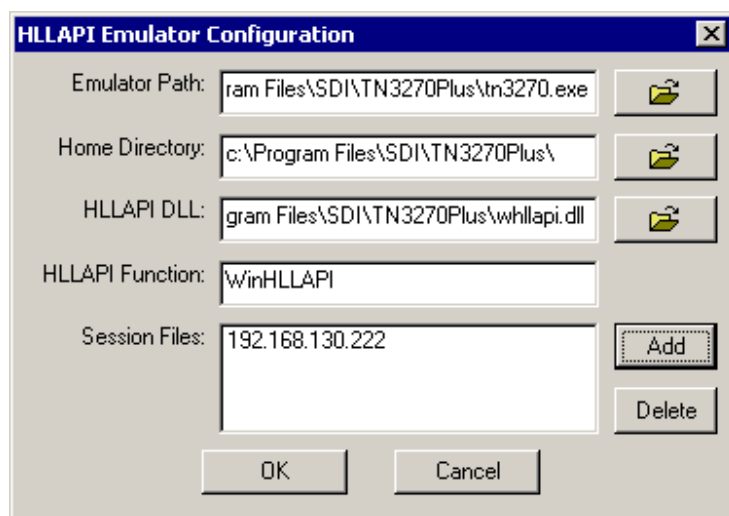 HLLAPI Emulator Configuration
Emulator Path: ram Files\SDI\TN3270Plus\tn3270.exe
Home Directory: c:\Program Files\SDI\TN3270Plus\
HLLAPI DLL: gram Files\SDI\TN3270Plus\whllapi.dll
HLLAPI Function: WinHLLAPI
Session Files: 192.168.130.222
Add
Delete
OK Cancel